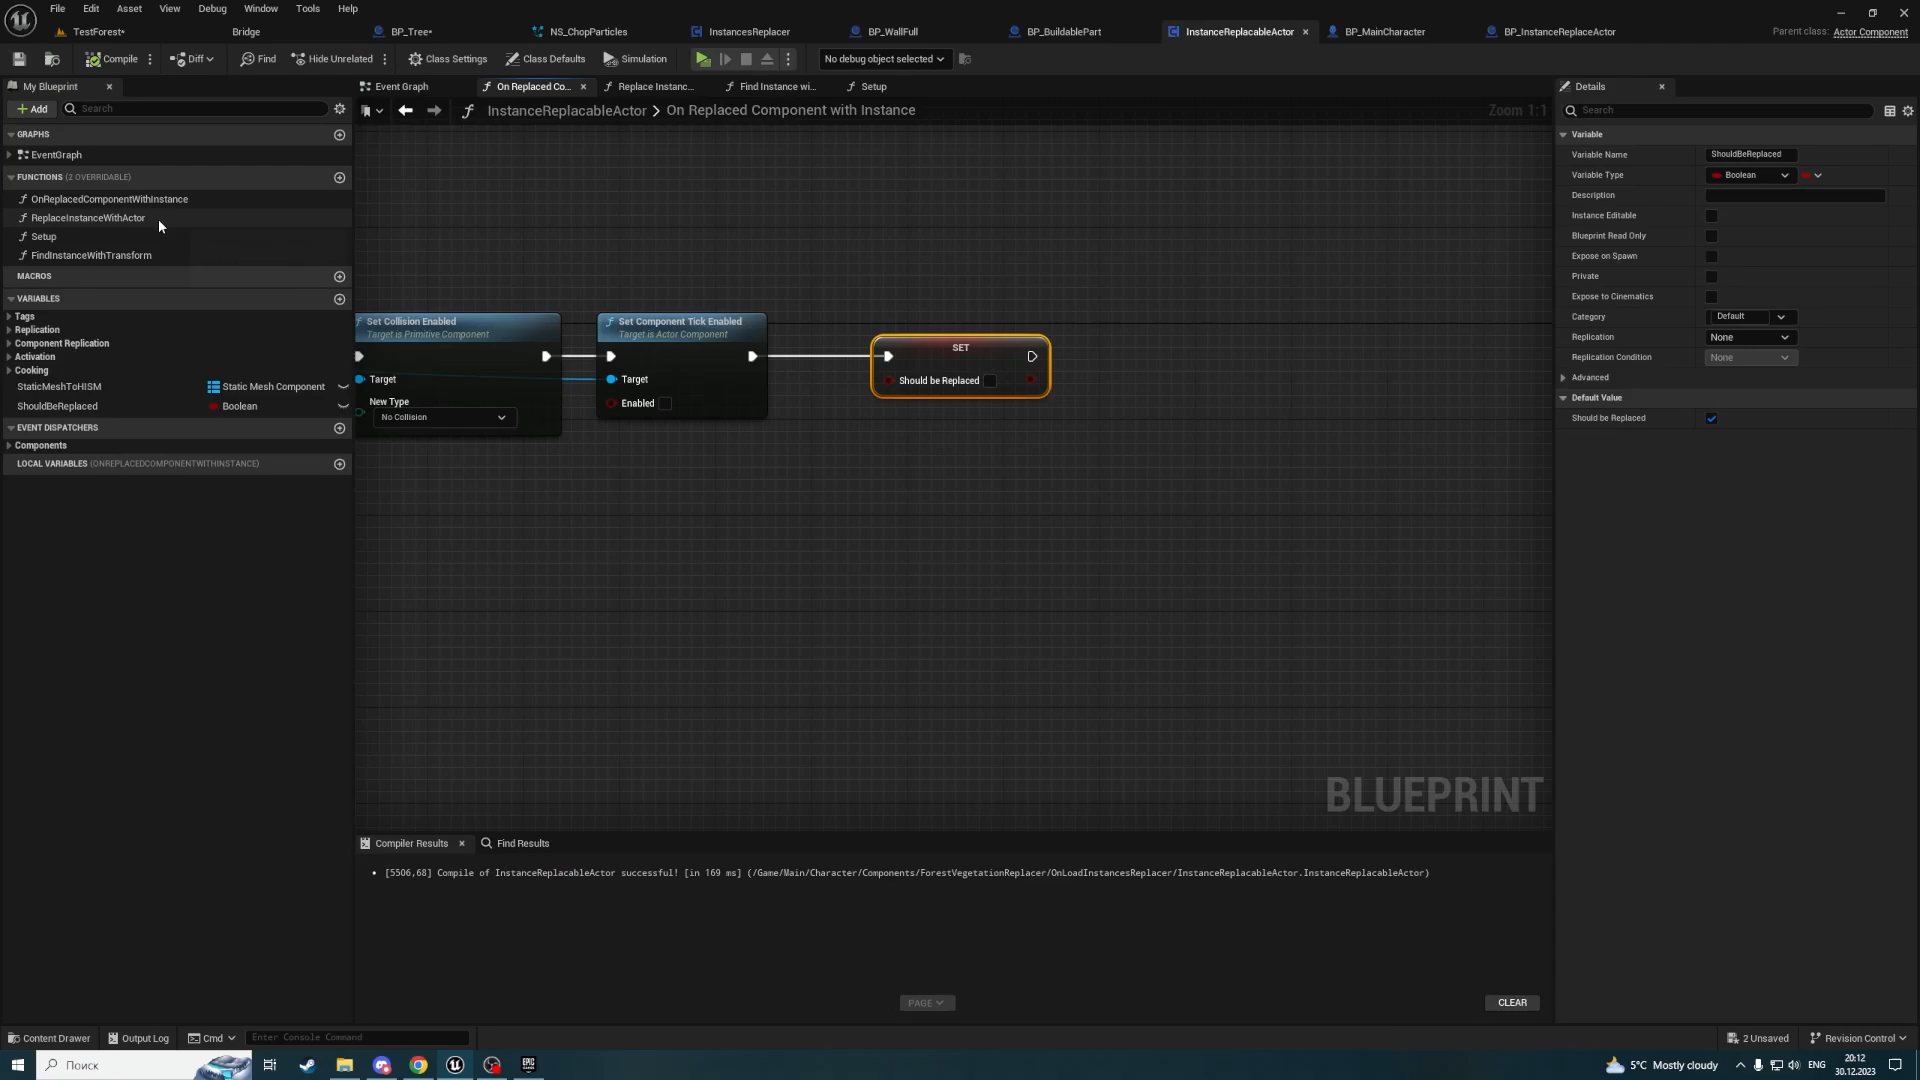 File Edit Asset View Debug Window Tools Help
TestForest* Bridge BP_Tree* NS_ChopParticles InstancesReplacer BP_WallFull BP_BuildablePart InstanceReplacableActor BP_MainCharacter BP_InstanceReplaceActor Parent class: Actor Component
Compile Diff Find Hide Unrelated Class Settings Class Defaults Simulation No debug object selected
My Blueprint Event Graph On Replaced Co... Replace Instanc... Find Instance wi... Setup Details
Add Search InstanceReplacableActor > On Replaced Component with Instance Zoom 1:1 Search
GRAPHS
EventGraph
FUNCTIONS (2 OVERRIDABLE)
OnReplacedComponentWithInstance
ReplaceInstanceWithActor
Setup
FindInstanceWithTransform
MACROS
VARIABLES
Tags
Replication
Component Replication
Activation
Cooking
StaticMeshToHISM Static Mesh Component
ShouldBeReplaced Boolean
EVENT DISPATCHERS
Components
LOCAL VARIABLES (ONREPLACEDCOMPONENTWITHINSTANCE)
Set Collision Enabled
Target is Primitive Component
Target
New Type
No Collision
Set Component Tick Enabled
Target is Actor Component
Target
Enabled
SET
Should be Replaced
BLUEPRINT
Variable
Variable Name ShouldBeReplaced
Variable Type Boolean
Description
Instance Editable
Blueprint Read Only
Expose on Spawn
Private
Expose to Cinematics
Category Default
Replication None
Replication Condition None
Advanced
Default Value
Should be Replaced
Compiler Results Find Results
[5506,68] Compile of InstanceReplacableActor successful! [in 169 ms] (/Game/Main/Character/Components/ForestVegetationReplacer/OnLoadInstancesReplacer/InstanceReplacableActor.InstanceReplacableActor)
PAGE CLEAR
Content Drawer Output Log Cmd Enter Console Command 2 Unsaved Revision Control
Поиск EPIC GAMES 5°C Mostly cloudy ENG 20:12
30.12.2023